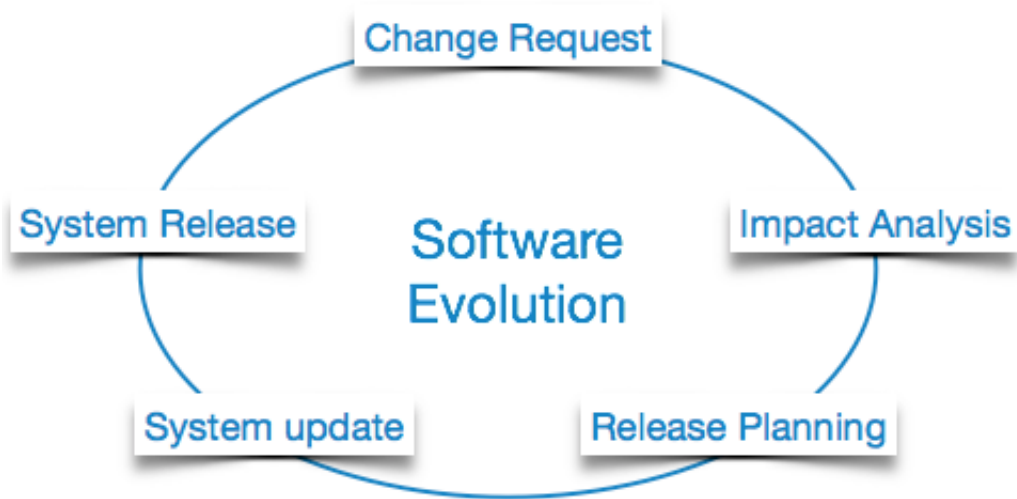 Change Request
System Release
Impact Analysis
Software
Evolution
System update
Release Planning